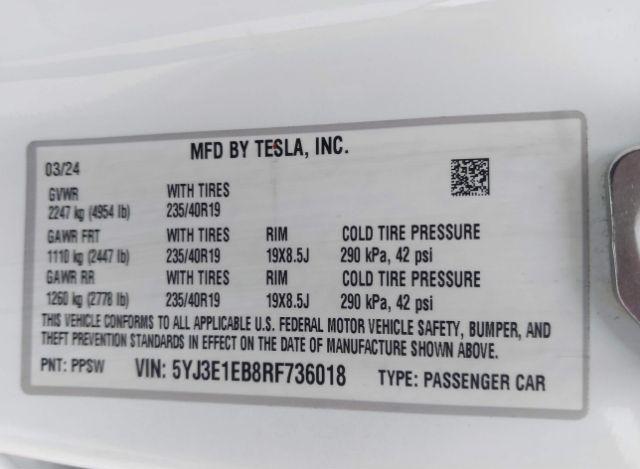 MFD BY TESLA, INC.
03/24
GVWR WITH TIRES
2247 kg (4954 lb) 235/40R19
GAWR FRT WITH TIRES RIM COLD TIRE PRESSURE
1110 kg (2447 lb) 235/40R19 19X8.5J 290 kPa, 42 psi
GAWR RR WITH TIRES RIM COLD TIRE PRESSURE
1260 kg (2778 lb) 235/40R19 19X8.5J 290 kPa, 42 psi
THIS VEHICLE CONFORMS TO ALL APPLICABLE U.S. FEDERAL MOTOR VEHICLE SAFETY, BUMPER, AND
THEFT PREVENTION STANDARDS IN EFFECT ON THE DATE OF MANUFACTURE SHOWN ABOVE.
PNT: PPSW VIN: 5YJ3E1EB8RF736018 TYPE: PASSENGER CAR